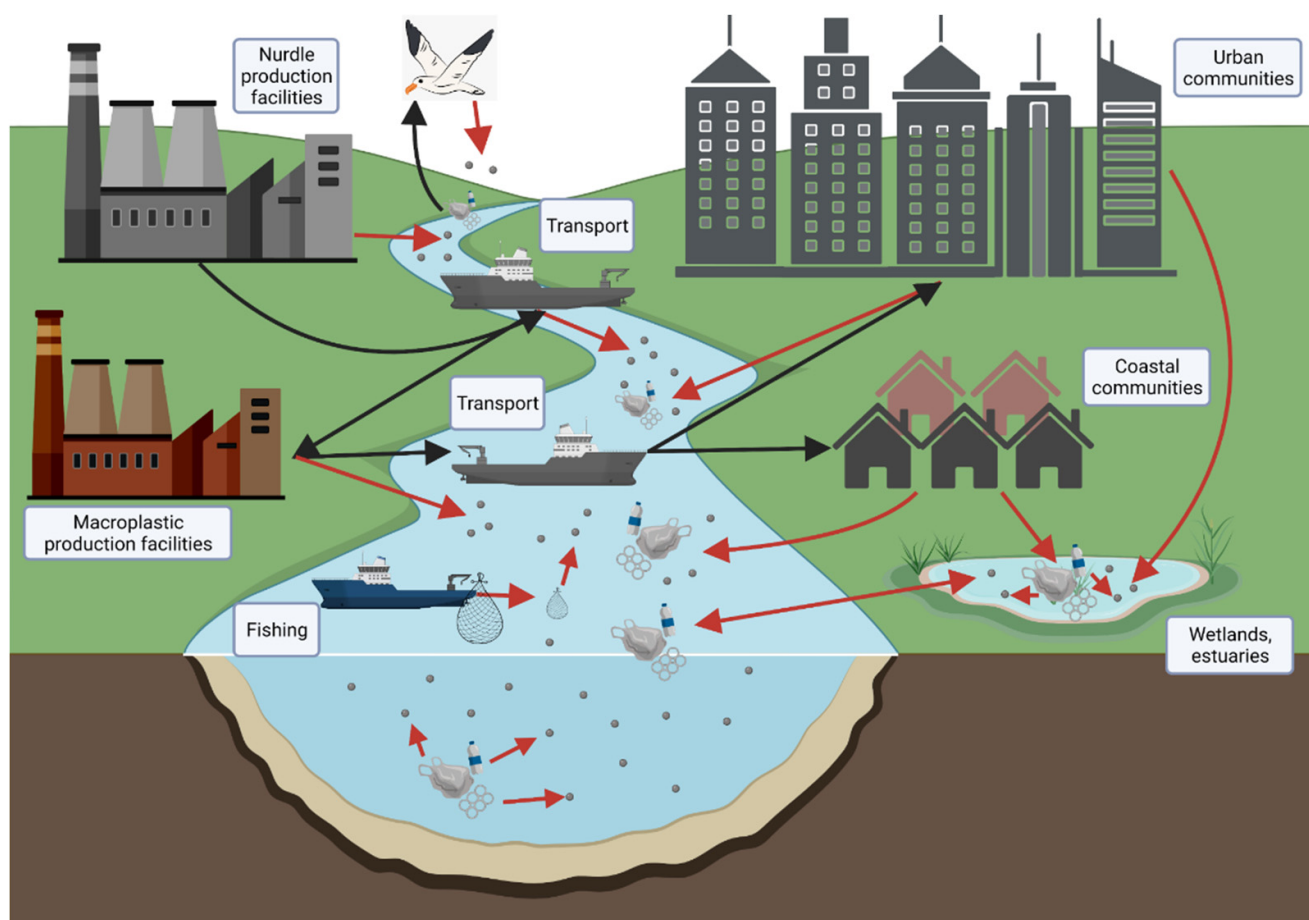 Nurdle
production
facilities
Urban
communities
Transport
Coastal
communities
Transport
Macroplastic
production facilities
Fishing
Wetlands,
estuaries